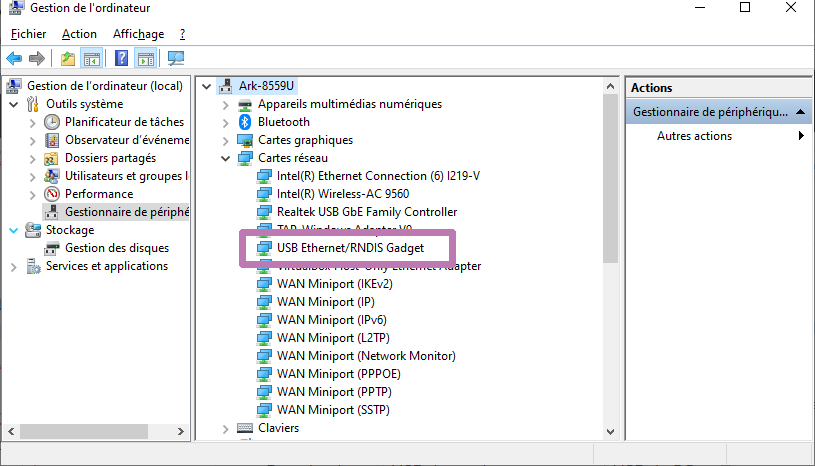 Gestion de l'ordinateur
Fichier Action Affichage ?
Gestion de l'ordinateur (local)
Outils système
Planificateur de tâches
Observateur d'événeme
Dossiers partagés
Utilisateurs et groupes l
Performance
Gestionnaire de périphé
Stockage
Gestion des disques
Services et applications
Ark-8559U
Appareils multimédias numériques
Bluetooth
Cartes graphiques
Cartes réseau
Intel(R) Ethernet Connection (6) I219-V
Intel(R) Wireless-AC 9560
Realtek USB GbE Family Controller
TAP-Windows Adapter V9
USB Ethernet/RNDIS Gadget
VirtualBox Host-Only Ethernet Adapter
WAN Miniport (IKEv2)
WAN Miniport (IP)
WAN Miniport (IPv6)
WAN Miniport (L2TP)
WAN Miniport (Network Monitor)
WAN Miniport (PPPOE)
WAN Miniport (PPTP)
WAN Miniport (SSTP)
Claviers
Actions
Gestionnaire de périphériqu...
Autres actions